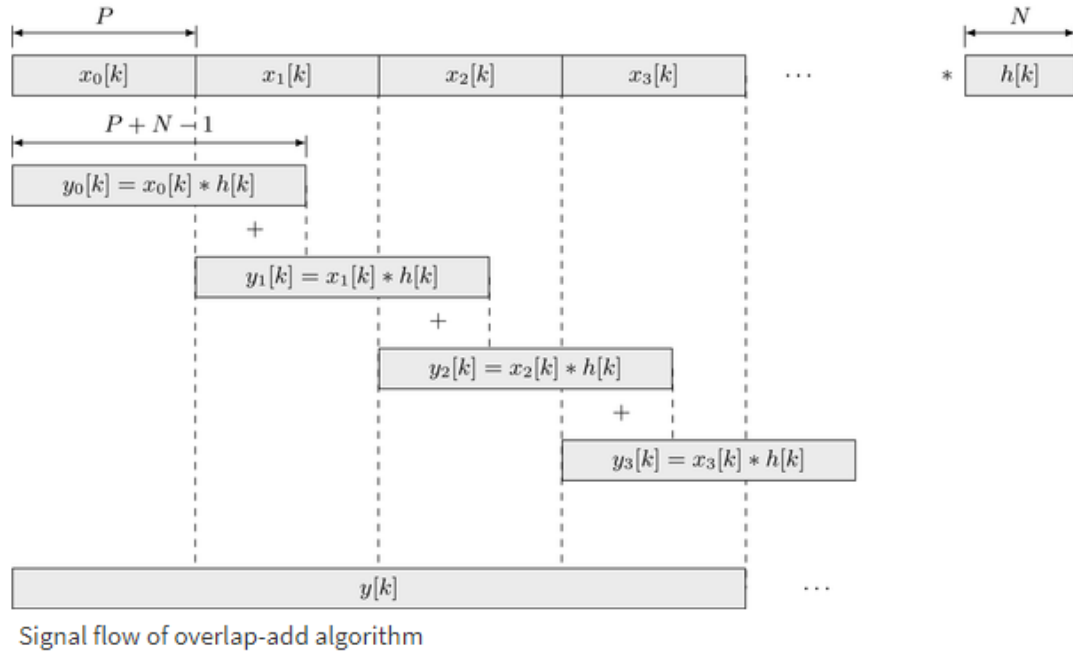 P N
x₀[k] x₁[k] x₂[k] x₃[k] ⋯ * h[k]
P + N − 1
y₀[k] = x₀[k] * h[k]
+
y₁[k] = x₁[k] * h[k]
+
y₂[k] = x₂[k] * h[k]
+
y₃[k] = x₃[k] * h[k]
y[k] ⋯
Signal flow of overlap-add algorithm